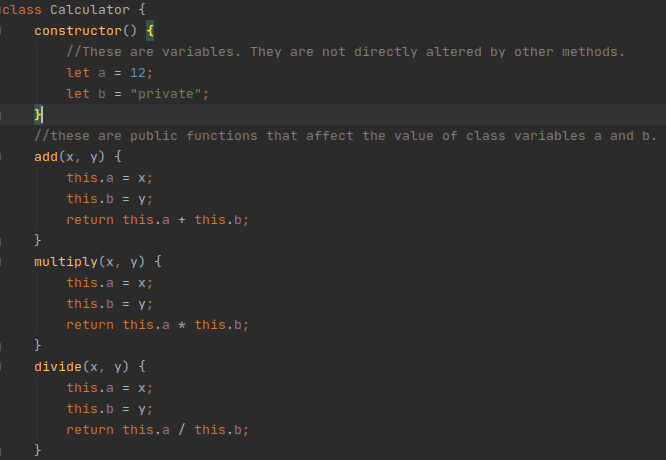 class Calculator {
constructor() {
//These are variables. They are not directly altered by other methods.
let a = 12;
let b = "private";
}
//these are public functions that affect the value of class variables a and b.
add(x, y) {
this.a = x;
this.b = y;
return this.a + this.b;
}
multiply(x, y) {
this.a = x;
this.b = y;
return this.a * this.b;
}
divide(x, y) {
this.a = x;
this.b = y;
return this.a / this.b;
}